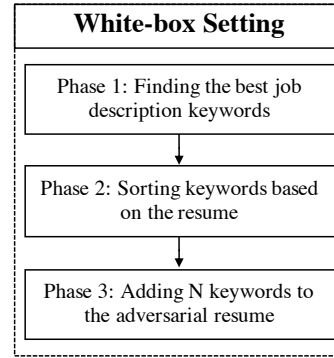 White-box Setting
Phase 1: Finding the best job
description keywords
Phase 2: Sorting keywords based
on the resume
Phase 3: Adding N keywords to
the adversarial resume